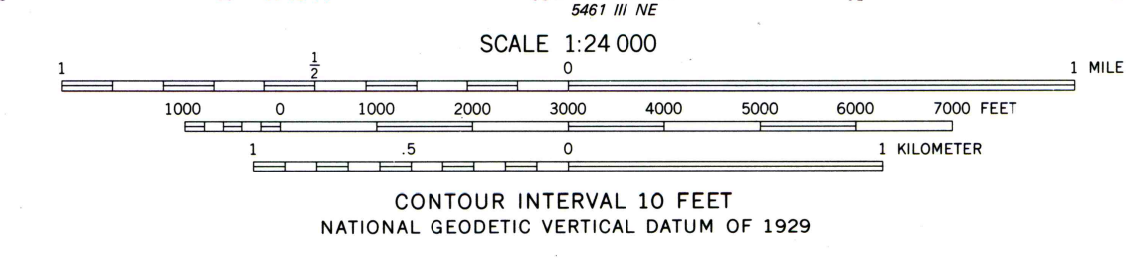 5461 III NE
SCALE 1:24 000
1 1/2 0 1 MILE
1000 0 1000 2000 3000 4000 5000 6000 7000 FEET
1 .5 0 1 KILOMETER
CONTOUR INTERVAL 10 FEET
NATIONAL GEODETIC VERTICAL DATUM OF 1929